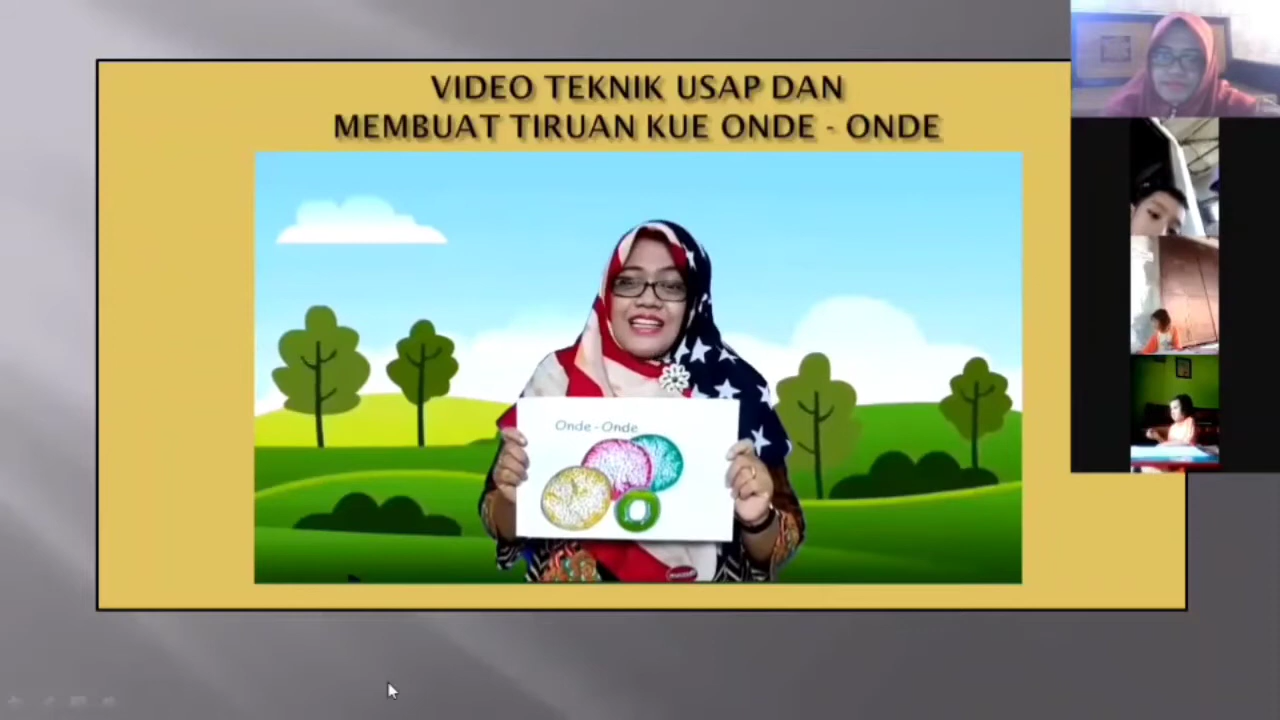 VIDEO TEKNIK USAP DAN
MEMBUAT TIRUAN KUE ONDE - ONDE
Onde - Onde